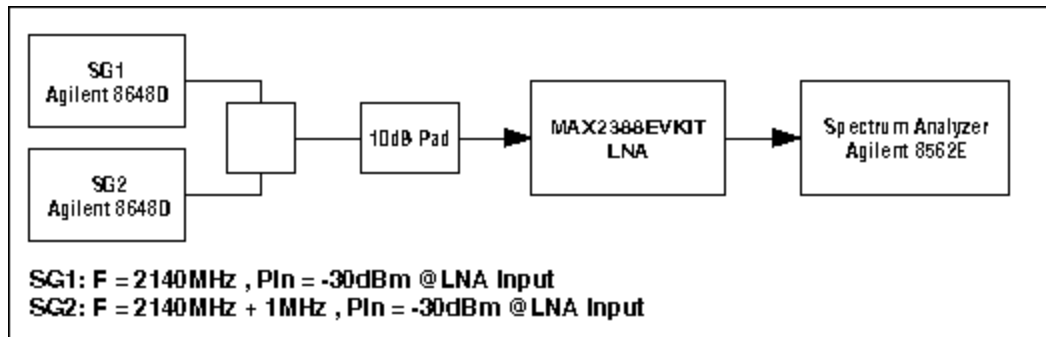 SG1
Agilent 8648D
SG2
Agilent 8648D
10dB Pad
MAX2388EVKIT
LNA
Spectrum Analyzer
Agilent 8562E
SG1: F = 2140MHz , PIn = -30dBm @LNA Input
SG2: F = 2140MHz + 1MHz , PIn = -30dBm @LNA Input